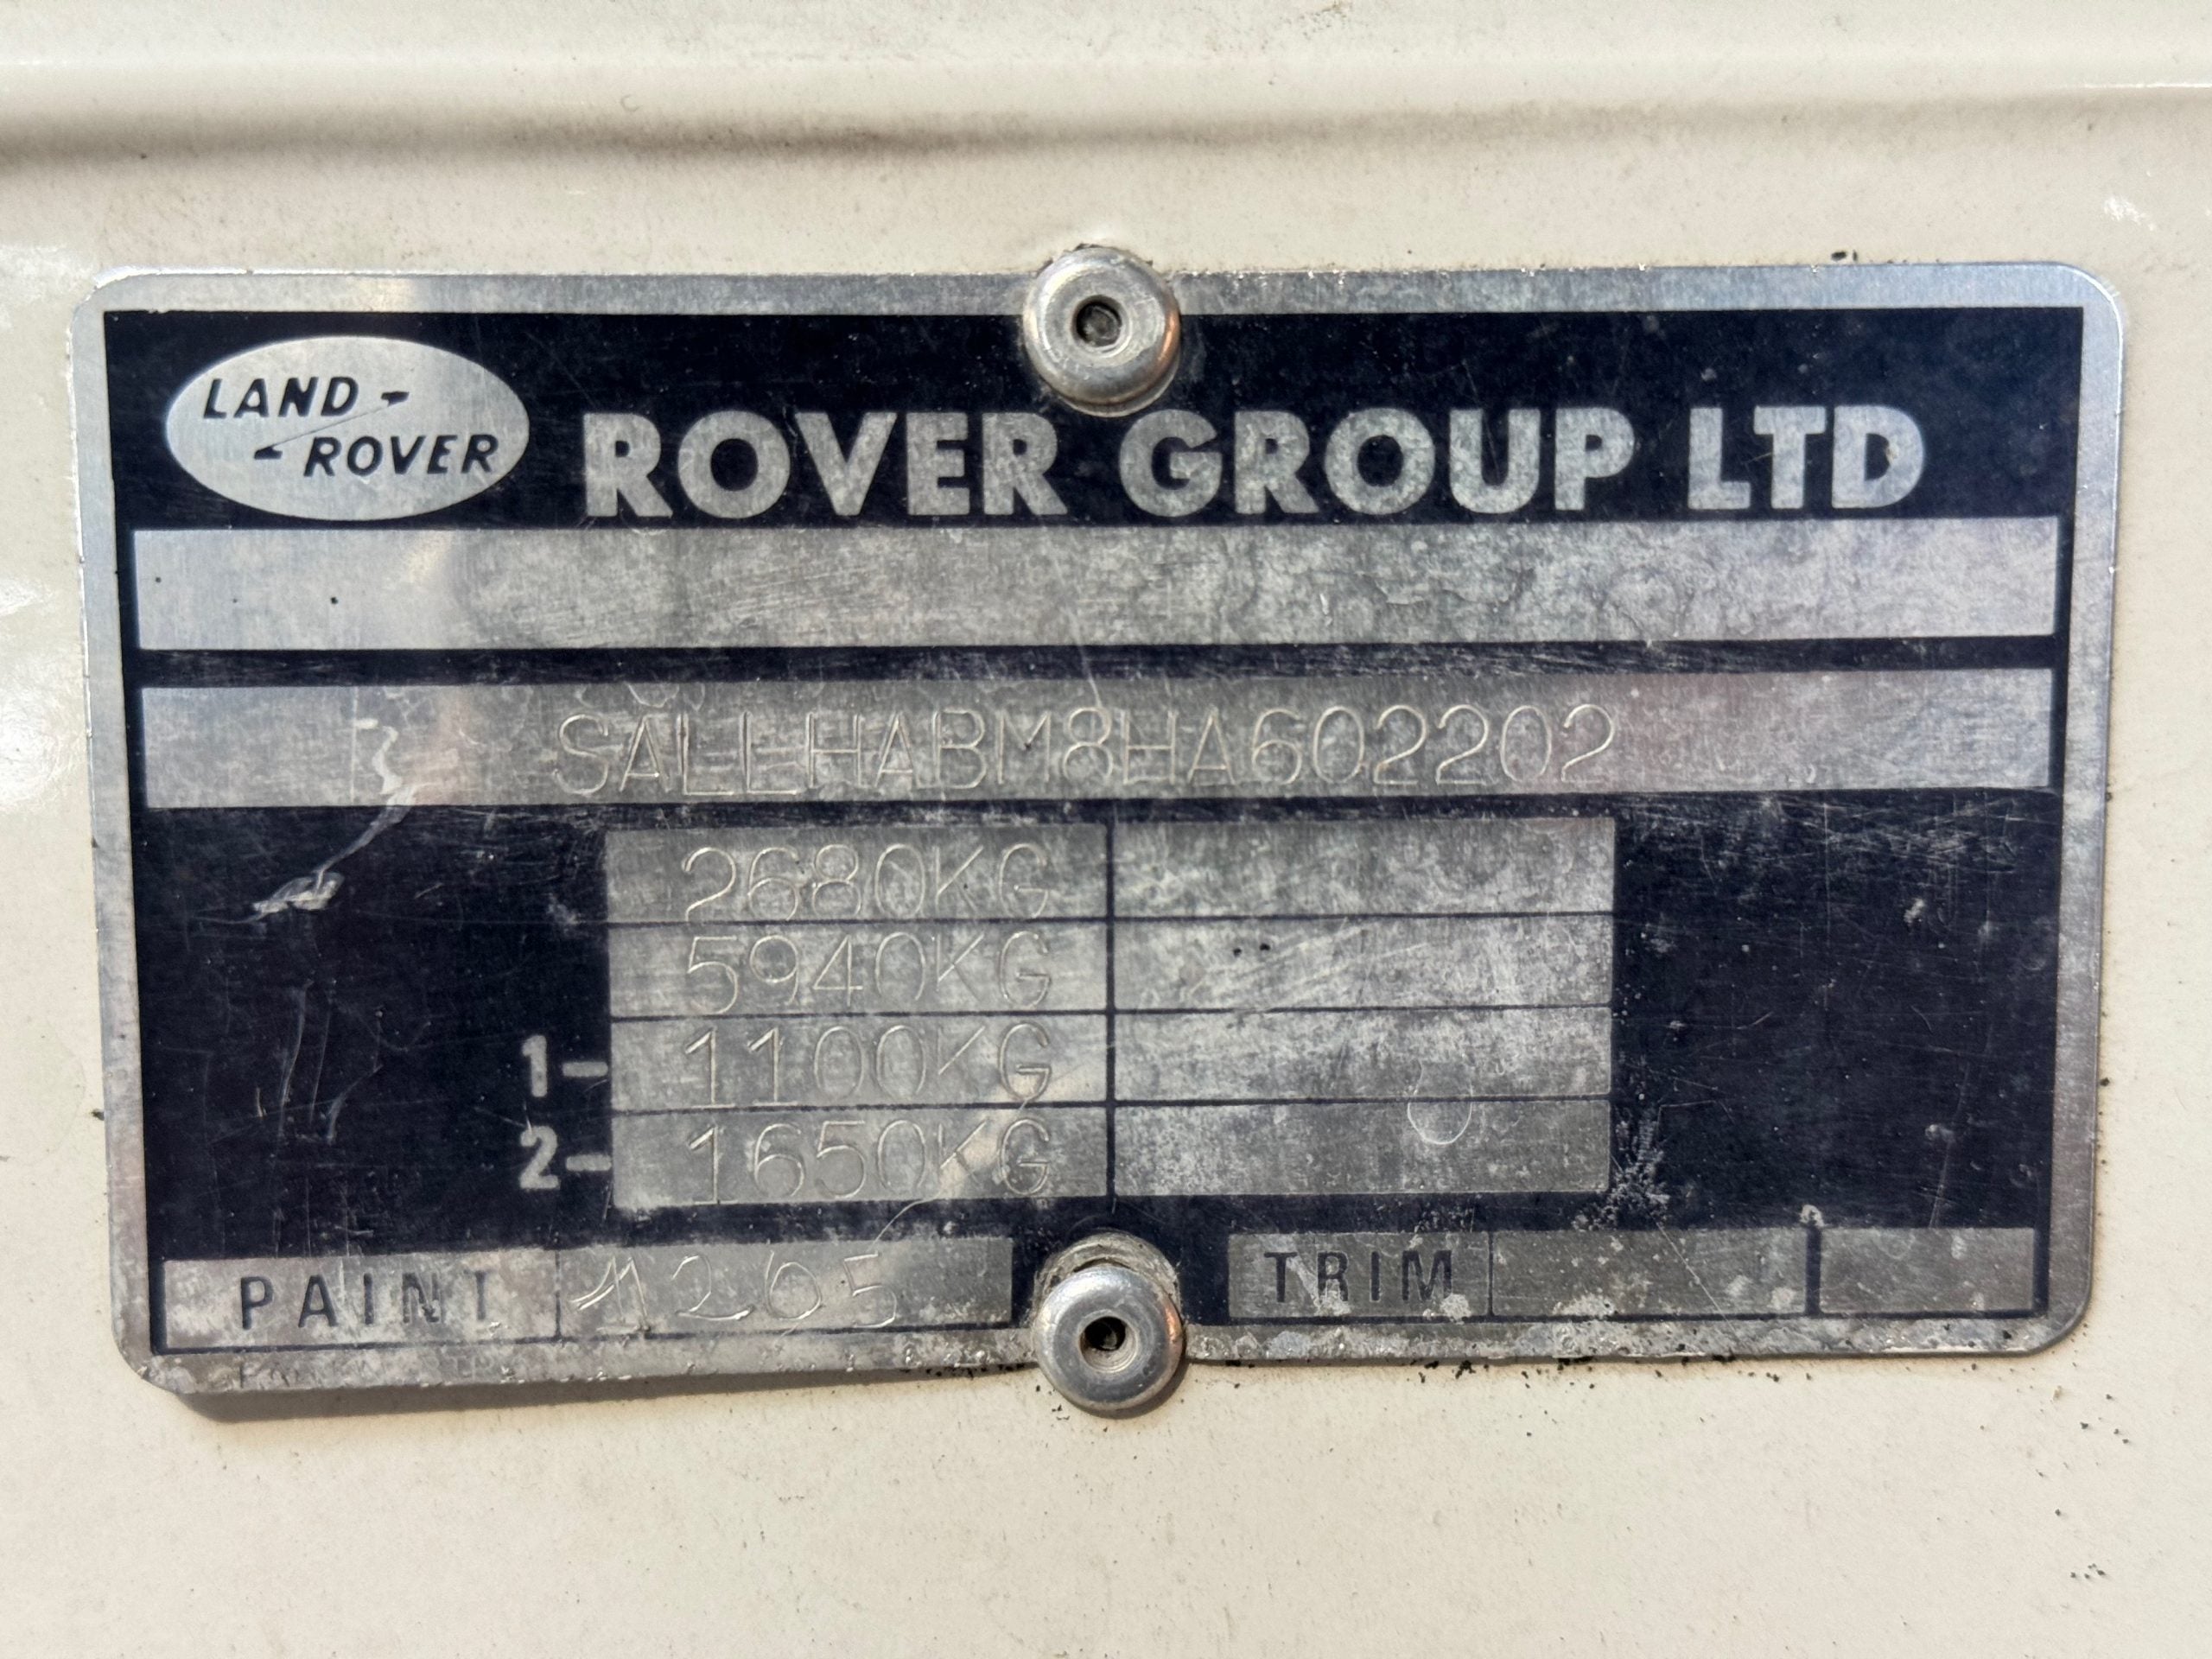 LAND-
-ROVER
ROVER GROUP LTD
SALLHABM8HA602202
2680KG
5940KG
1-1100KG
2-1650KG
PAINT 1265 TRIM